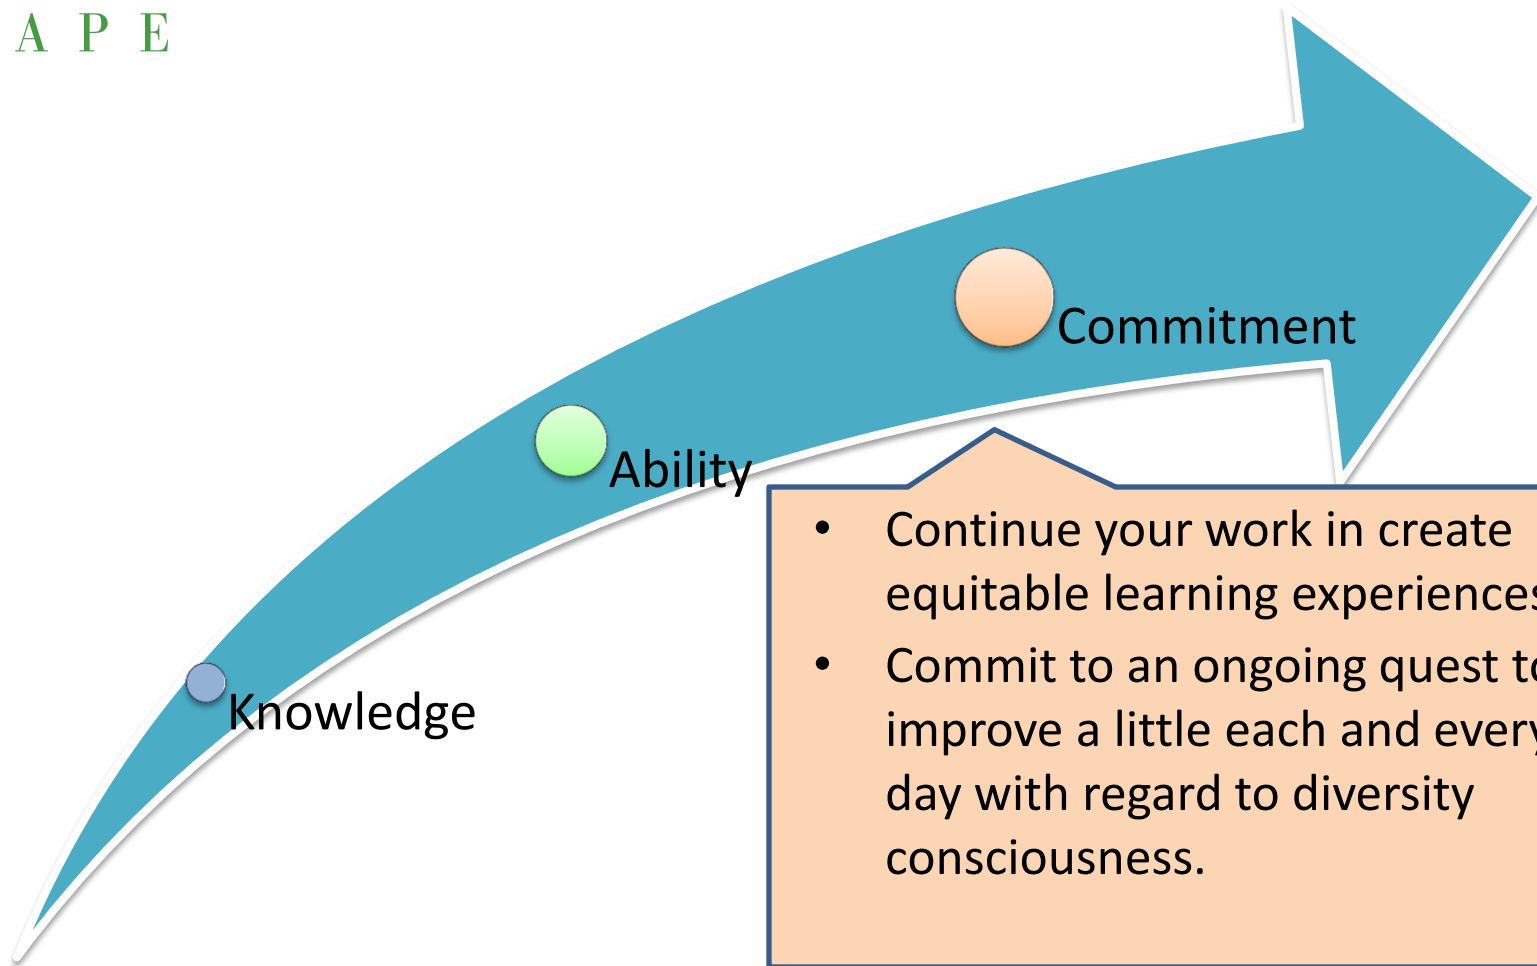 A P E
Commitment
Ability
Knowledge
• Continue your work in create
equitable learning experiences
• Commit to an ongoing quest to
improve a little each and every
day with regard to diversity
consciousness.